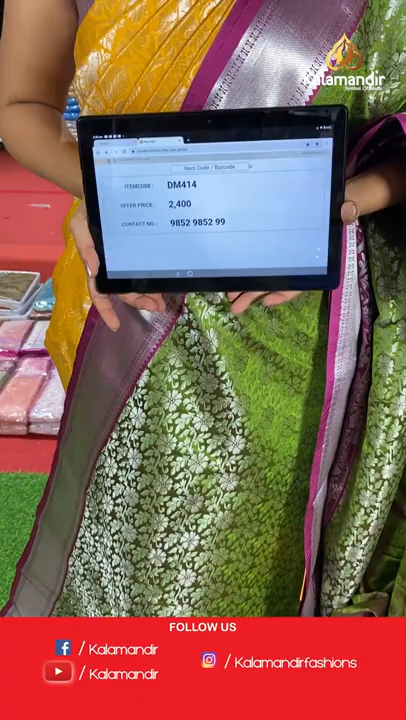 Kalamandir
Symbol Of South
Item Code / Barcode
ITEMCODE : DM414
OFFER PRICE : 2,400
CONTACT NO : 9852 9852 99
FOLLOW US
/ Kalamandir
/ Kalamandirfashions
/ Kalamandir